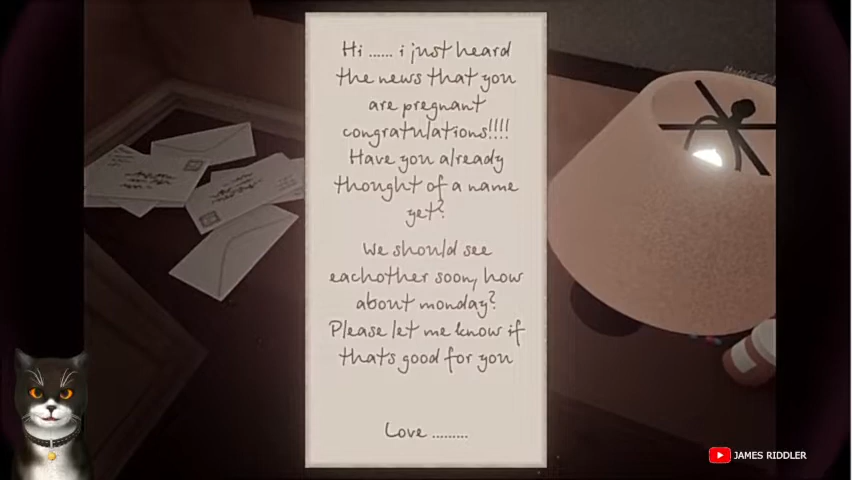 Hi ...... i just heard
the news that you
are pregnant
congratulations!!!!
Have you already
thought of a name
yet?
We should see
eachother soon, how
about monday?
Please let me know if
that's good for you
Love .........
JAMES RIDDLER